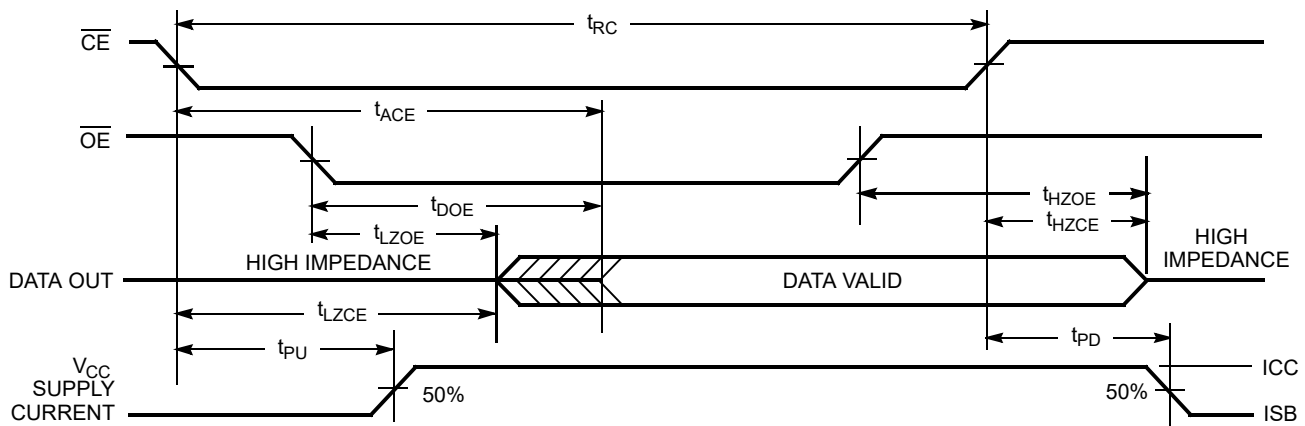 tRC
CE
tACE
OE
tHZOE
tDOE
tHZCE
tLZOE
HIGH IMPEDANCE
HIGH
IMPEDANCE
DATA OUT
DATA VALID
tLZCE
tPU
tPD
VCC
SUPPLY
CURRENT
50%
50%
ICC
ISB